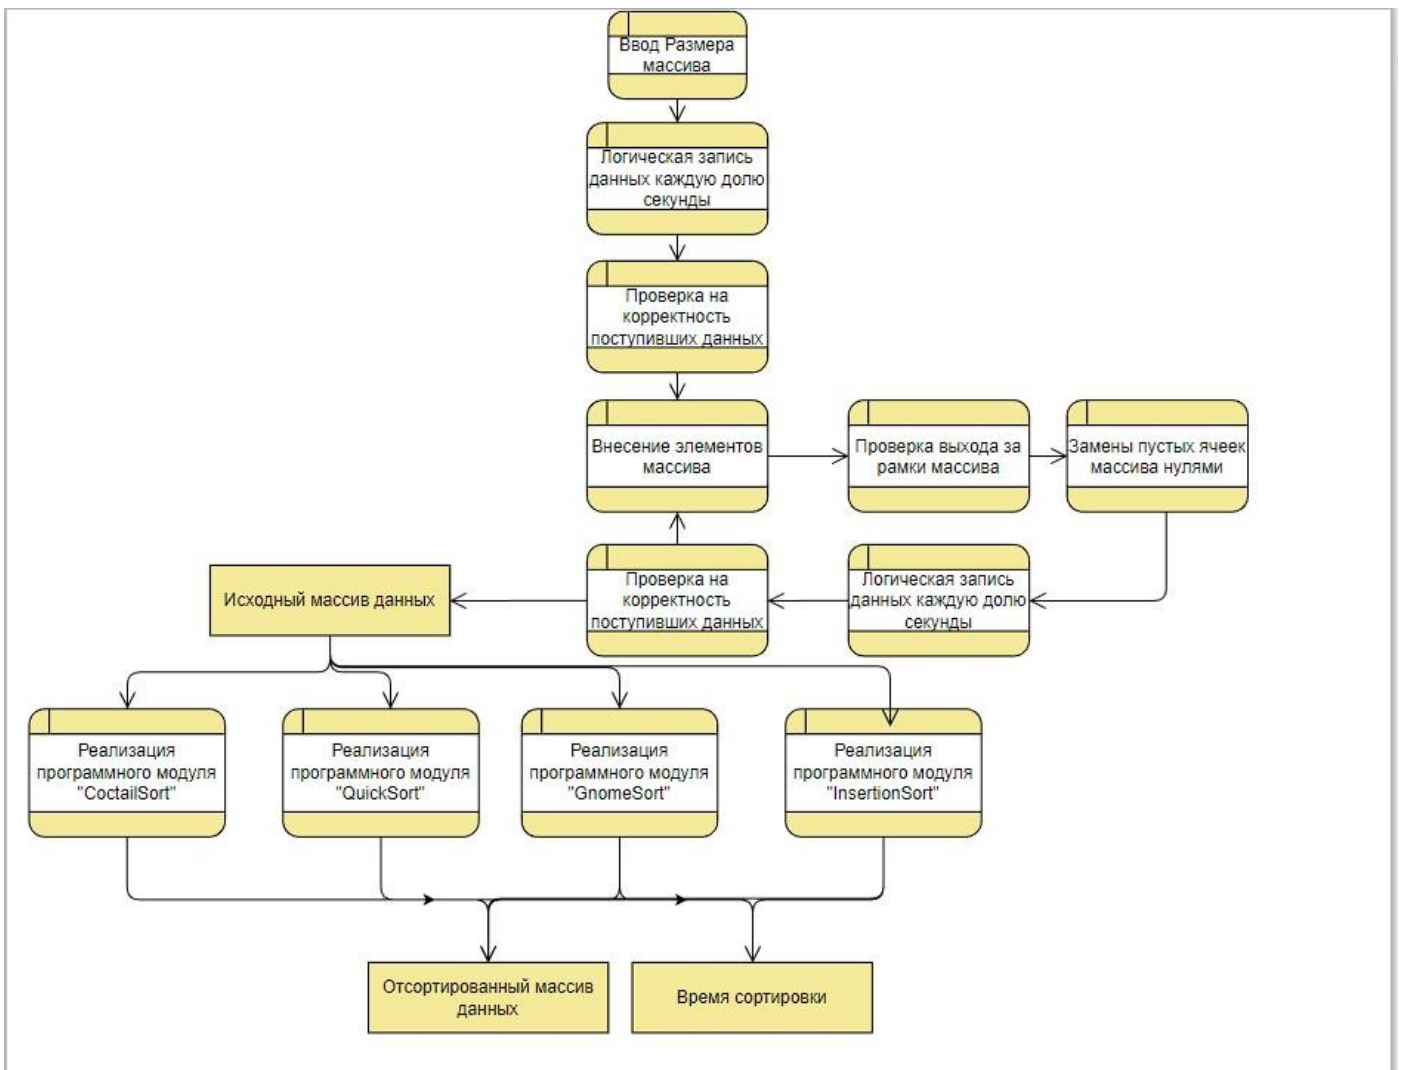 Ввод Размера
массива
Логическая запись
данных каждую долю
секунды
Проверка на
корректность
поступивших данных
Внесение элементов
массива
Проверка выхода за
рамки массива
Замены пустых ячеек
массива нулями
Исходный массив данных
Проверка на
корректность
поступивших данных
Логическая запись
данных каждую долю
секунды
Реализация
программного модуля
"CoctailSort"
Реализация
программного модуля
"QuickSort"
Реализация
программного модуля
"GnomeSort"
Реализация
программного модуля
"InsertionSort"
Отсортированный массив
данных
Время сортировки